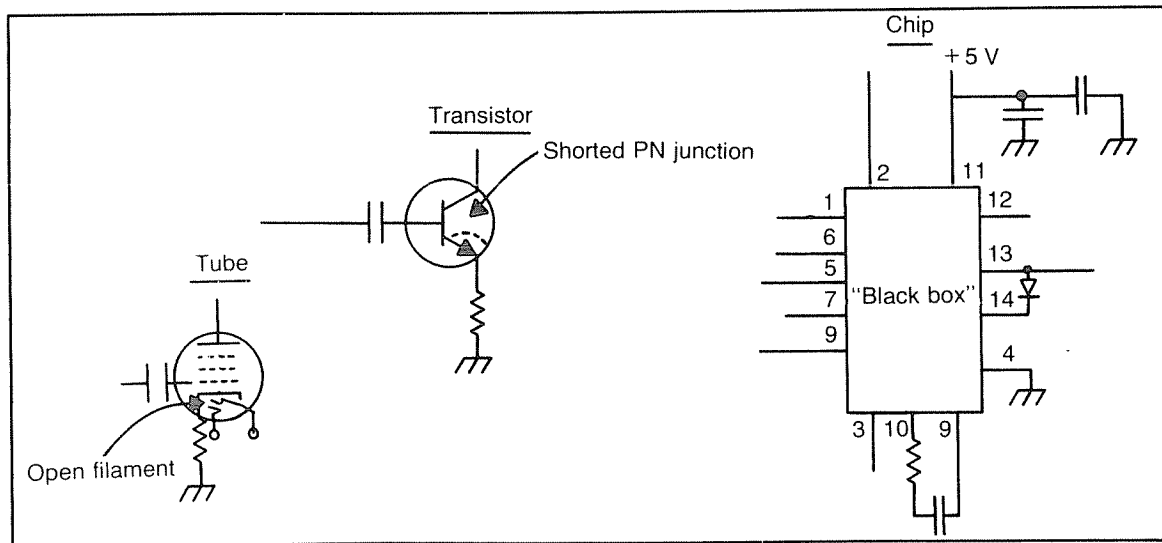 Chip
+5 V
Transistor
Shorted PN junction
2
11
1
12
6
Tube
5
13
"Black box"
7
14
9
4
3
10
9
Open filament